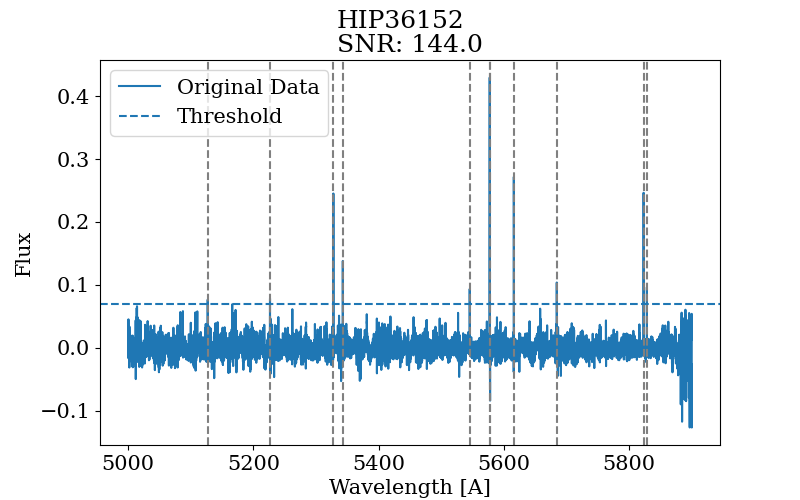 HIP36152
SNR: 144.0
Original Data
Threshold
Flux
0.4
0.3
0.2
0.1
0.0
−0.1
5000
5200
5400
5600
5800
Wavelength [A]